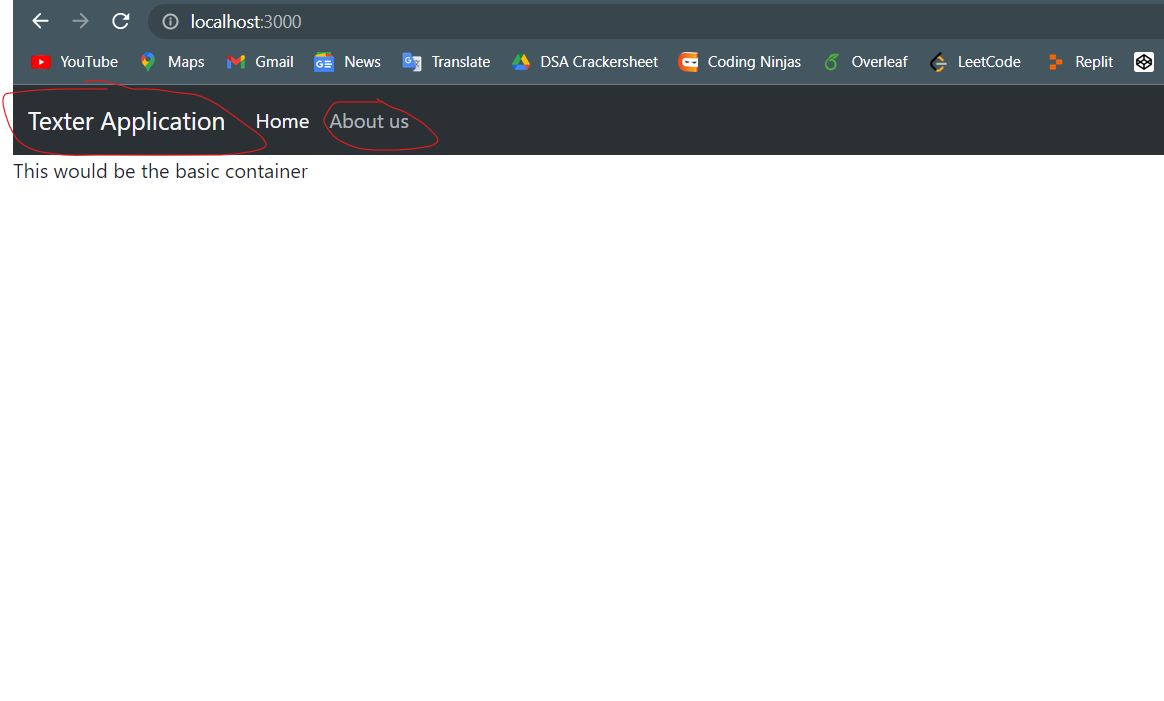 localhost:3000
YouTube Maps Gmail News Translate DSA Crackersheet Coding Ninjas Overleaf LeetCode Replit
Texter Application Home About us
This would be the basic container